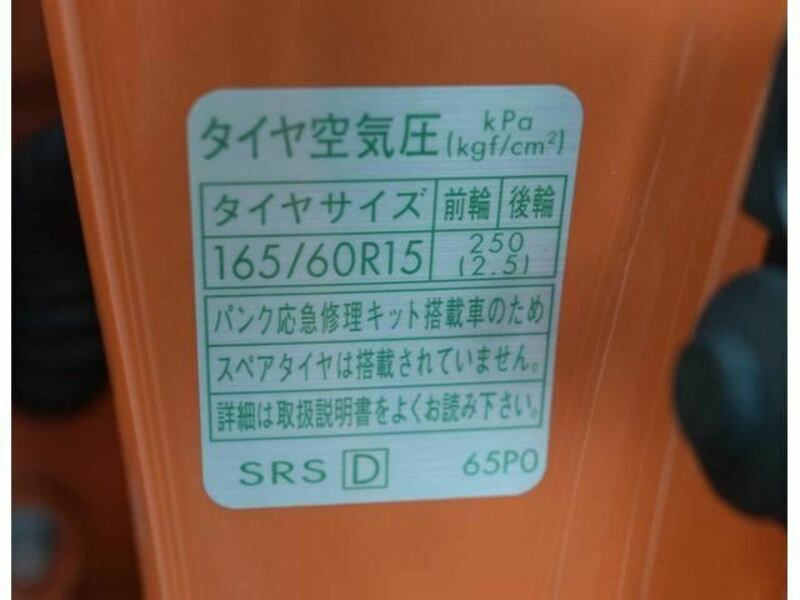 タイヤ空気圧 kPa (kgf/cm²)
タイヤサイズ 前輪 後輪
165/60R15 250 (2.5)
パンク応急修理キット搭載車のため
スペアタイヤは搭載されていません。
詳細は取扱説明書をよくお読み下さい。
SRS D 65P0